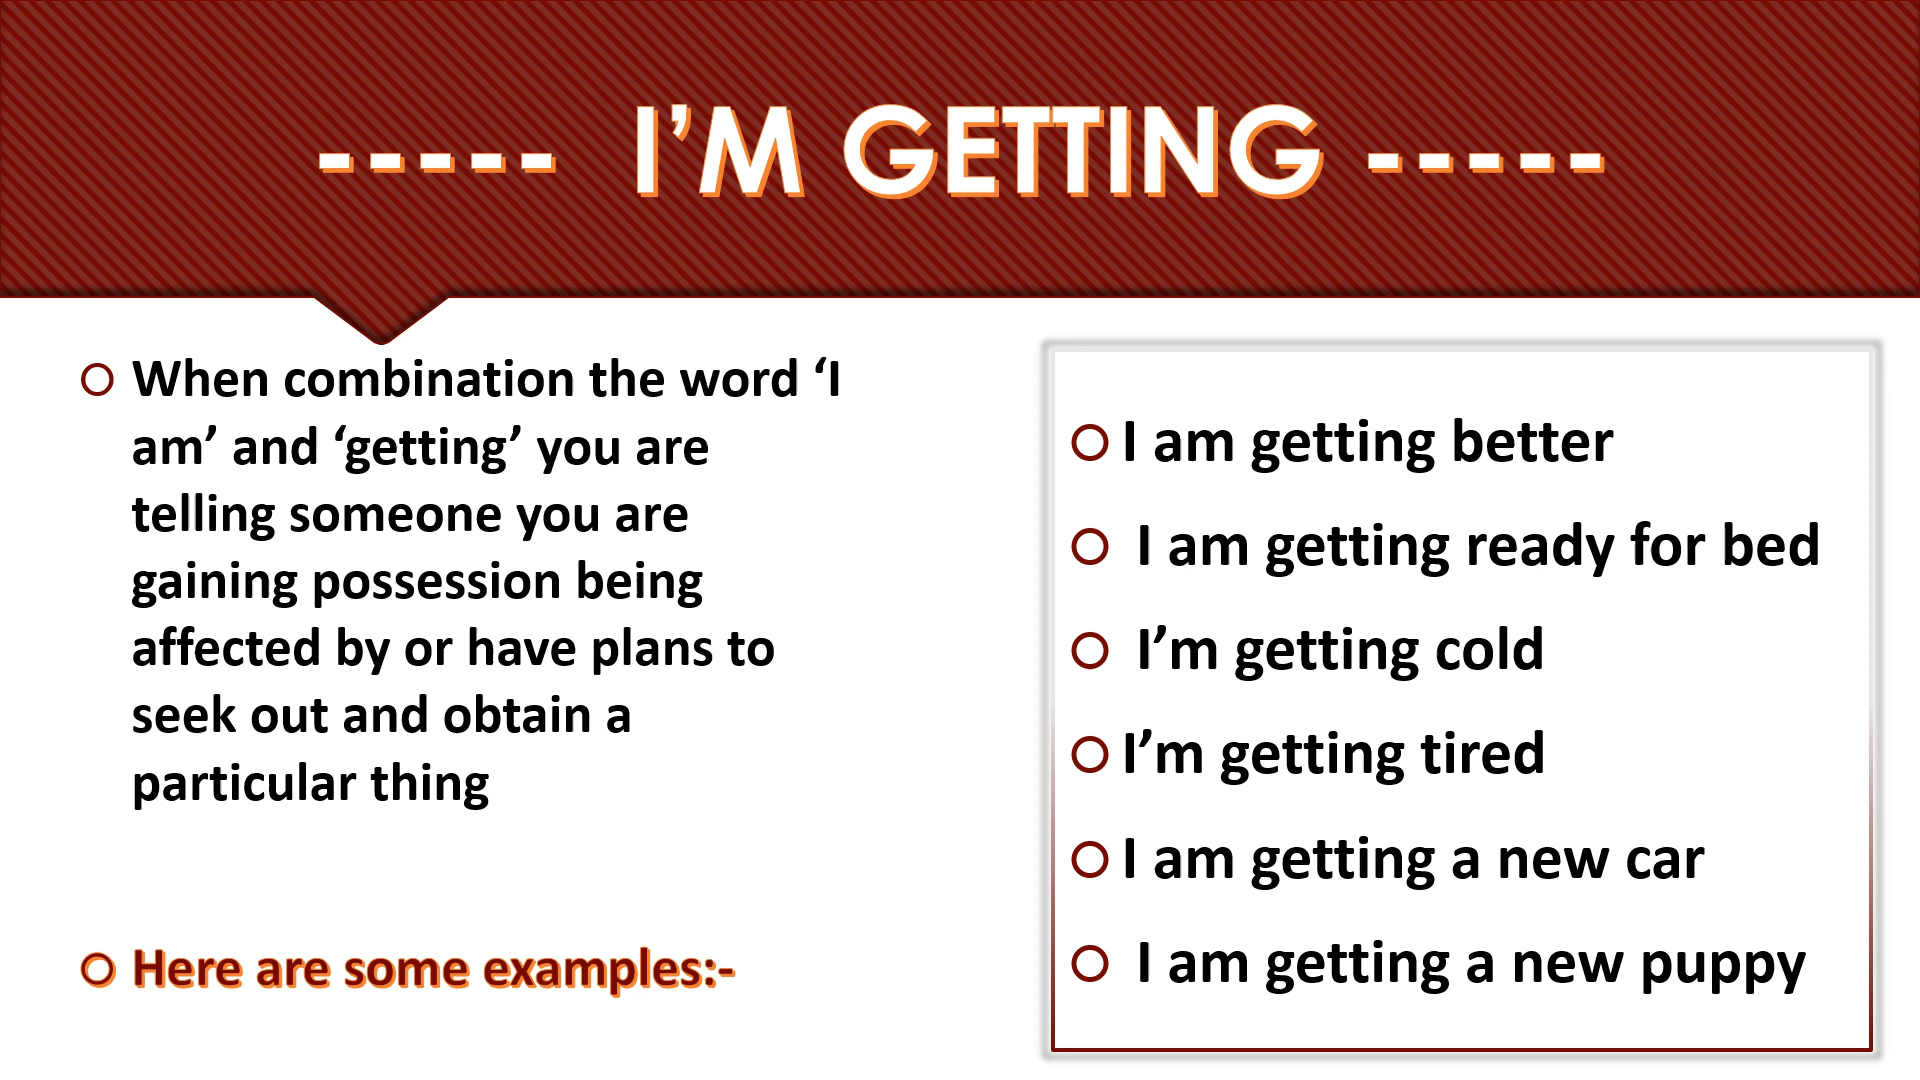 ----- I’M GETTING -----
When combination the word ‘I
am’ and ‘getting’ you are
telling someone you are
gaining possession being
affected by or have plans to
seek out and obtain a
particular thing
Here are some examples:-
I am getting better
I am getting ready for bed
I’m getting cold
I’m getting tired
I am getting a new car
I am getting a new puppy